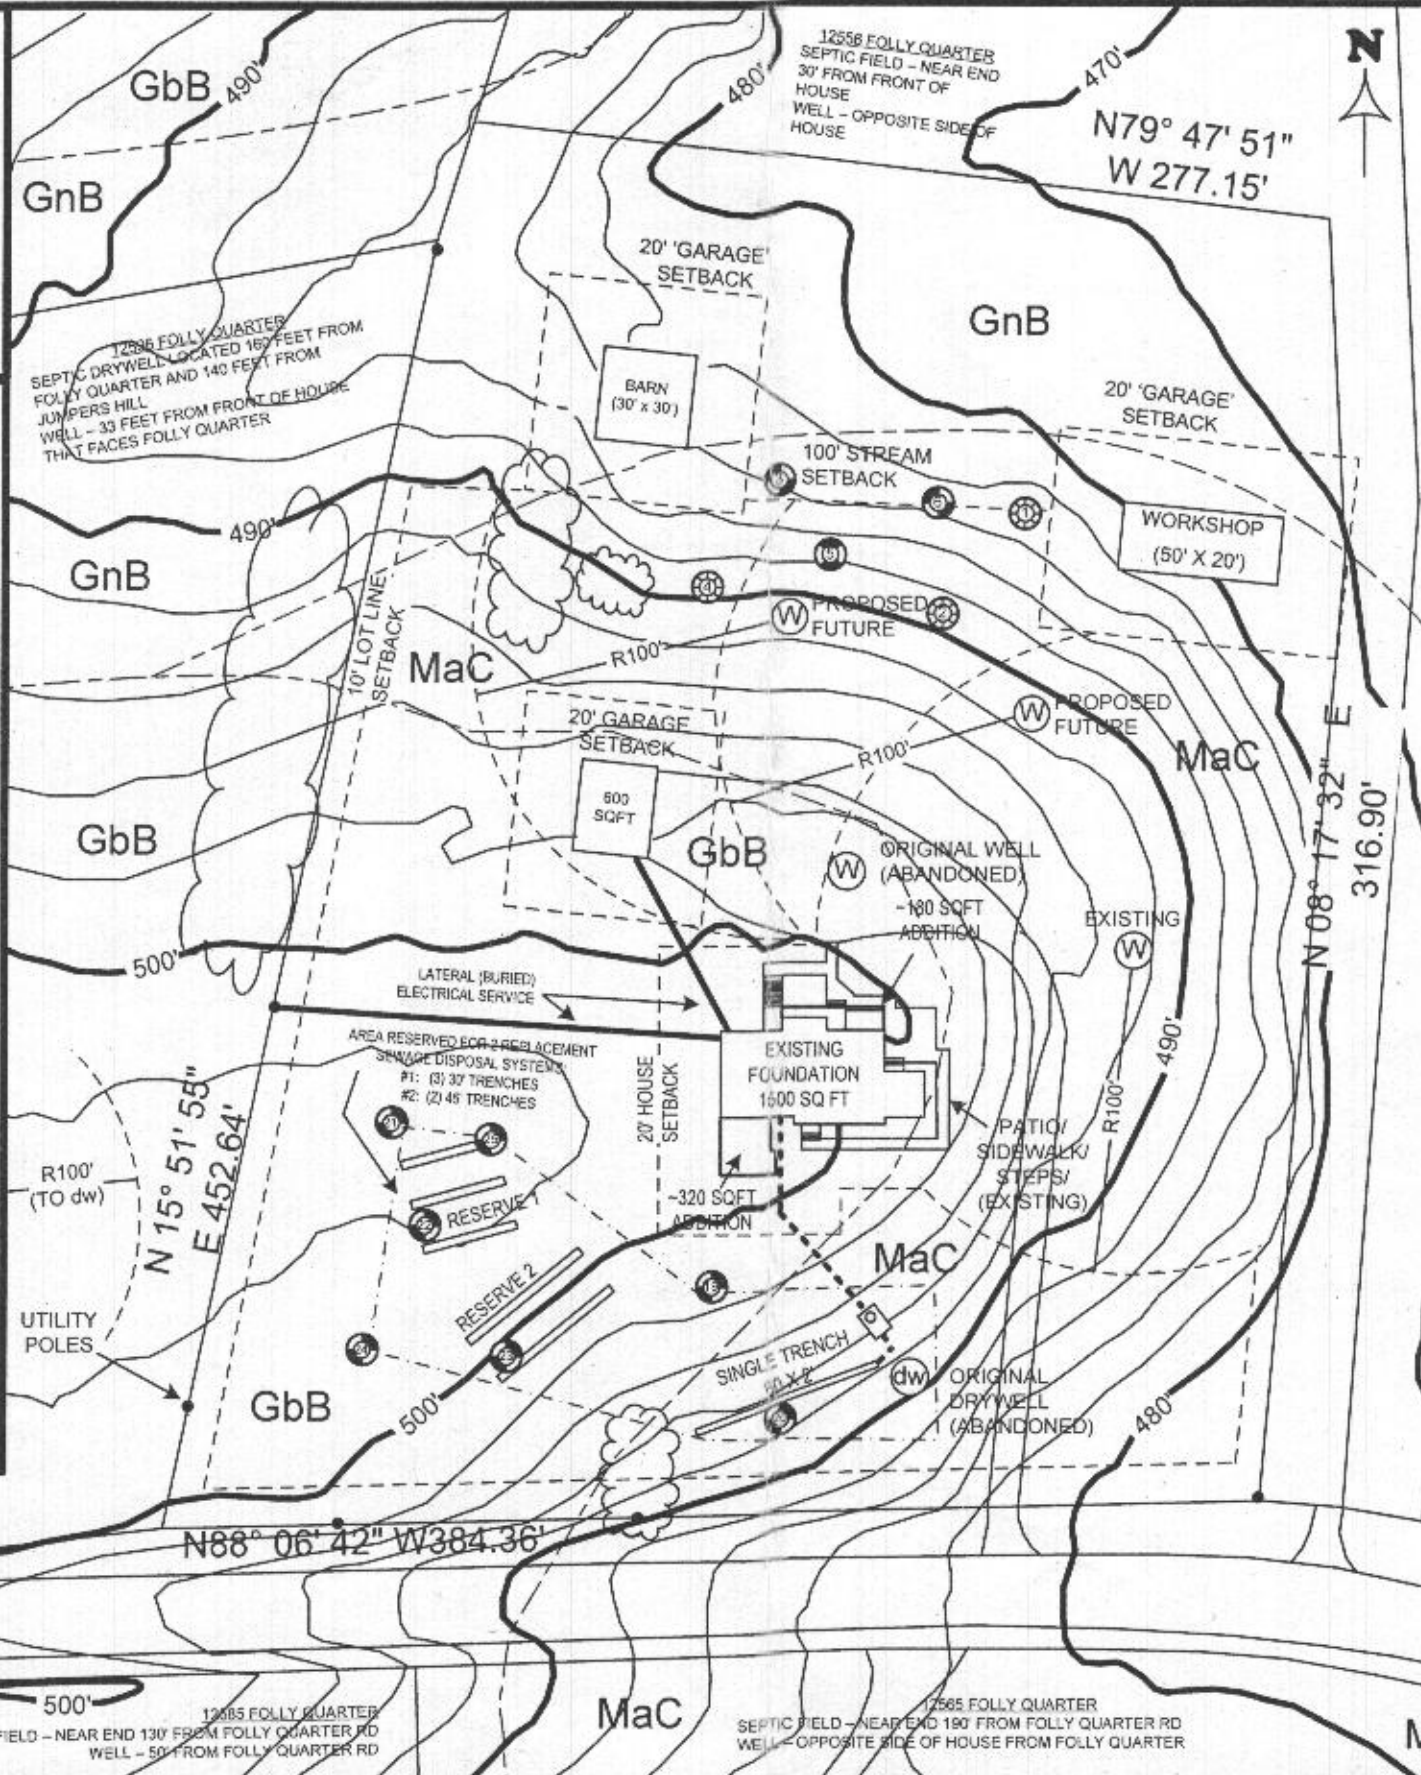 GbB
490'
GnB
480'
12556 FOLLY QUARTER
SEPTIC FIELD – NEAR END
30' FROM FRONT OF
HOUSE
WELL – OPPOSITE SIDE OF
HOUSE
470'
N
N79° 47' 51"
W 277.15'
20' 'GARAGE'
SETBACK
GnB
FOLLY QUARTER
SEPTIC DRYWELL LOCATED FEET FROM
FOLLY QUARTER AND 140 FEET FROM
JUMPERS HILL
WELL – 33 FEET FROM FRONT OF HOUSE
THAT FACES FOLLY QUARTER
BARN
(30' x 30')
20' 'GARAGE'
SETBACK
100' STREAM
SETBACK
WORKSHOP
(50' X 20')
490'
GnB
1
4
2
W
PROPOSED
FUTURE
10' LOT LINE
SETBACK
MaC
R100'
W
PROPOSED
FUTURE
20' GARAGE
SETBACK
R100'
MaC
600
SQFT
GbB
GbB
N 08° 17' 32" E
316.90'
W
ORIGINAL WELL
(ABANDONED)
~180 SQFT
ADDITION
EXISTING
W
500'
LATERAL (BURIED)
ELECTRICAL SERVICE
AREA RESERVED FOR 2 REPLACEMENT
SEWAGE DISPOSAL SYSTEMS
#1: (3) 30' TRENCHES
#2: (2) 45' TRENCHES
20' HOUSE
SETBACK
EXISTING
FOUNDATION
1600 SQ FT
490'
R100'
PATIO/
SIDEWALK/
STEPS/
(EXISTING)
N 15° 51' 55"
E 452.64'
R100'
(TO dw)
22
RESERVE 1
~320 SQFT
ADDITION
MaC
RESERVE 2
23
UTILITY
POLES
24
SINGLE TRENCH
dw
ORIGINAL
DRYWELL
(ABANDONED)
GbB
500'
480'
N88° 06' 42" W384.36'
500'
12585 FOLLY QUARTER
FIELD – NEAR END 130' FROM FOLLY QUARTER RD
WELL – 50' FROM FOLLY QUARTER RD
MaC
12565 FOLLY QUARTER
SEPTIC FIELD – NEAR END 190' FROM FOLLY QUARTER RD
WELL – OPPOSITE SIDE OF HOUSE FROM FOLLY QUARTER